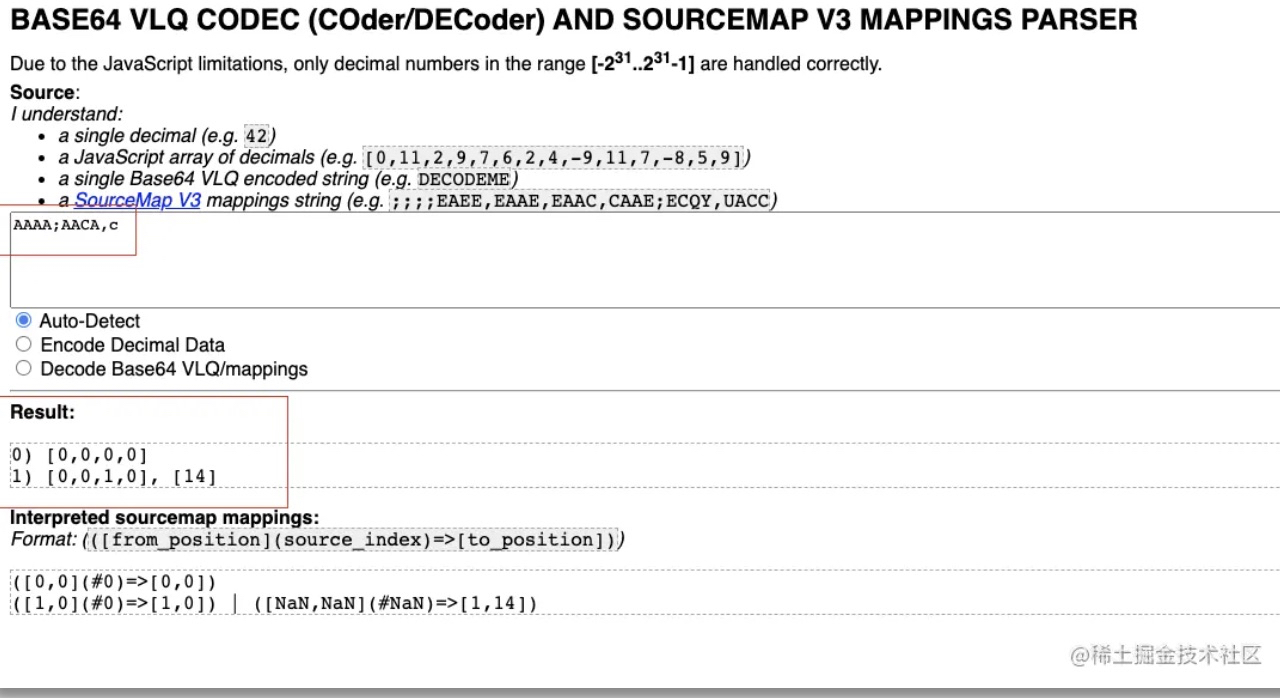 BASE64 VLQ CODEC (COder/DECoder) AND SOURCEMAP V3 MAPPINGS PARSER
Due to the JavaScript limitations, only decimal numbers in the range [-2³¹..2³¹-1] are handled correctly.
Source:
I understand:
• a single decimal (e.g. 42)
• a JavaScript array of decimals (e.g. [0,11,2,9,7,6,2,4,-9,11,7,-8,5,9])
• a single Base64 VLQ encoded string (e.g. DECODEME)
• a SourceMap V3 mappings string (e.g. ;;;;EAEE,EAAE,EAAC,CAAE;ECQY,UACC)
AAAA;AACA,c
Auto-Detect
Encode Decimal Data
Decode Base64 VLQ/mappings
Result:
0) [0,0,0,0]
1) [0,0,1,0], [14]
Interpreted sourcemap mappings:
Format: (([from_position](source_index)=>[to_position]))
([0,0](#0)=>[0,0])
([1,0](#0)=>[1,0]) | ([NaN,NaN](#NaN)=>[1,14])
@稀土掘金技术社区